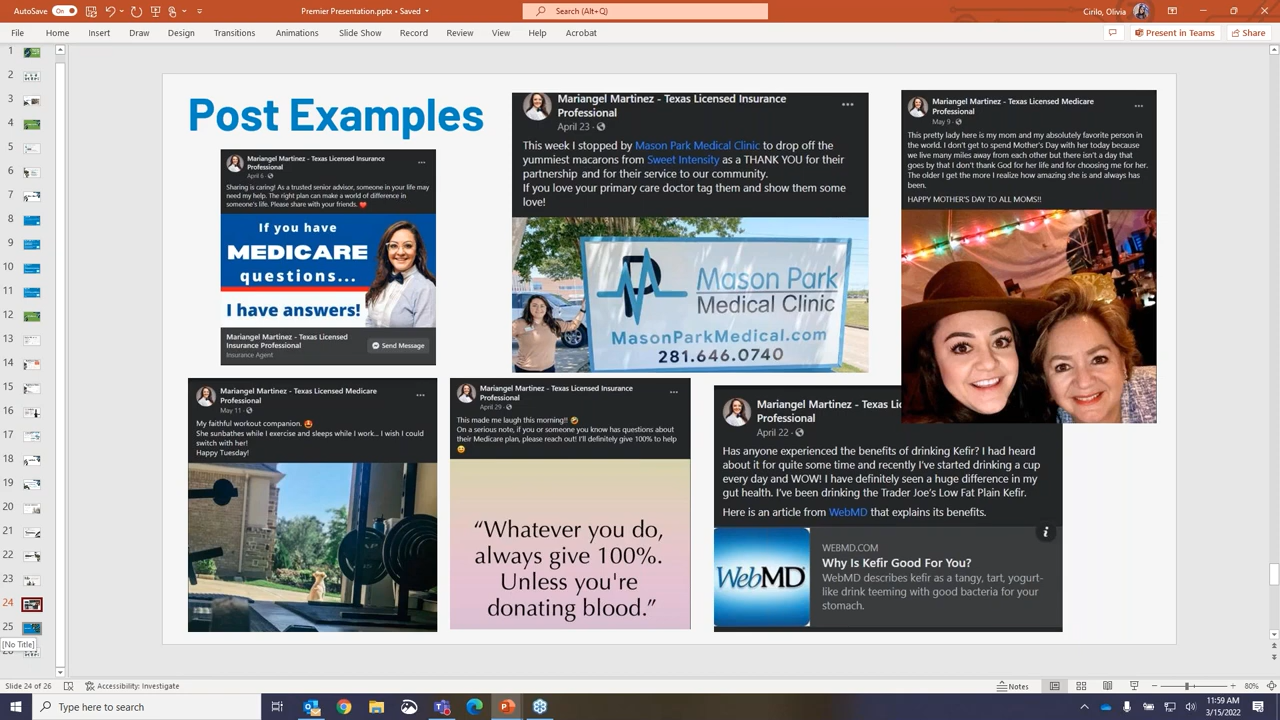 AutoSave
On
Premier Presentation.pptx • Saved
Search (Alt+Q)
Cirilo, Olivia
File
Home
Insert
Draw
Design
Transitions
Animations
Slide Show
Record
Review
View
Help
Acrobat
Present in Teams
Share
1
2
10
11
15
18
19
20
21
22
23
24
25
[No Title]
Post Examples
Mariangel Martinez - Texas Licensed Insurance
Professional
April 6
Sharing is caring! As a trusted senior advisor, someone in your life may
need my help. The right plan can make a world of difference in
someone's life. Please share with your friends. ❤️
If you have
MEDICARE
questions...
I have answers!
Mariangel Martinez - Texas Licensed
Insurance Professional
Insurance Agent
Send Message
Mariangel Martinez - Texas Licensed Insurance
Professional
April 23
This week I stopped by Mason Park Medical Clinic to drop off the
yummiest macarons from Sweet Intensity as a THANK YOU for their
partnership and for their service to our community.
If you love your primary care doctor tag them and show them some
love!
Mason Park
Medical Clinic
MasonParkMedical.com
281.646.0740
Mariangel Martinez - Texas Licensed Medicare
Professional
May 9
This pretty lady here is my mom and my absolutely favorite person in
the world. I don't get to spend Mother's Day with her today because
we live many miles away from each other but there isn't a day that
goes by that I don't thank God for her life and for choosing me for her.
The older I get the more I realize how amazing she is and always has
been.
HAPPY MOTHER'S DAY TO ALL MOMS!!
Mariangel Martinez - Texas Licensed Medicare
Professional
May 11
My faithful workout companion.
She sunbathes while I exercise and sleeps while I work... I wish I could
switch with her!
Happy Tuesday!
Mariangel Martinez - Texas Licensed Insurance
Professional
April 29
This made me laugh this morning!! 🤣
On a serious note, if you or someone you know has questions about
their Medicare plan, please reach out! I'll definitely give 100% to help
“Whatever you do,
always give 100%.
Unless you're
donating blood.”
Mariangel Martinez - Texas Lic
Professional
April 22
Has anyone experienced the benefits of drinking Kefir? I had heard
about it for quite some time and recently I've started drinking a cup
every day and WOW! I have definitely seen a huge difference in my
gut health. I've been drinking the Trader Joe's Low Fat Plain Kefir.
Here is an article from WebMD that explains its benefits.
WebMD
WEBMD.COM
Why Is Kefir Good For You?
WebMD describes kefir as a tangy, tart, yogurt-
like drink teeming with good bacteria for your
stomach.
Slide 24 of 26
Accessibility: Investigate
Notes
80%
Type here to search
11:59 AM
3/15/2022